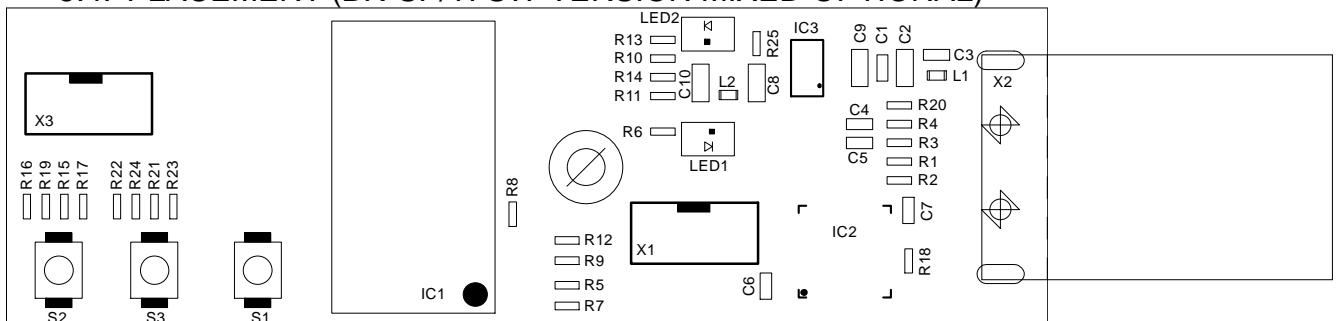 LED2
R13
R10
R14
R11
C10
L2
C8
R25
IC3
C9
C1
C2
C3
L1
X2
X3
R6
LED1
C4
C5
R20
R4
R3
R1
R2
R16
R19
R15
R17
R22
R24
R21
R23
R8
X1
IC2
C7
R18
R12
R9
R5
R7
C6
IC1
S2
S3
S1